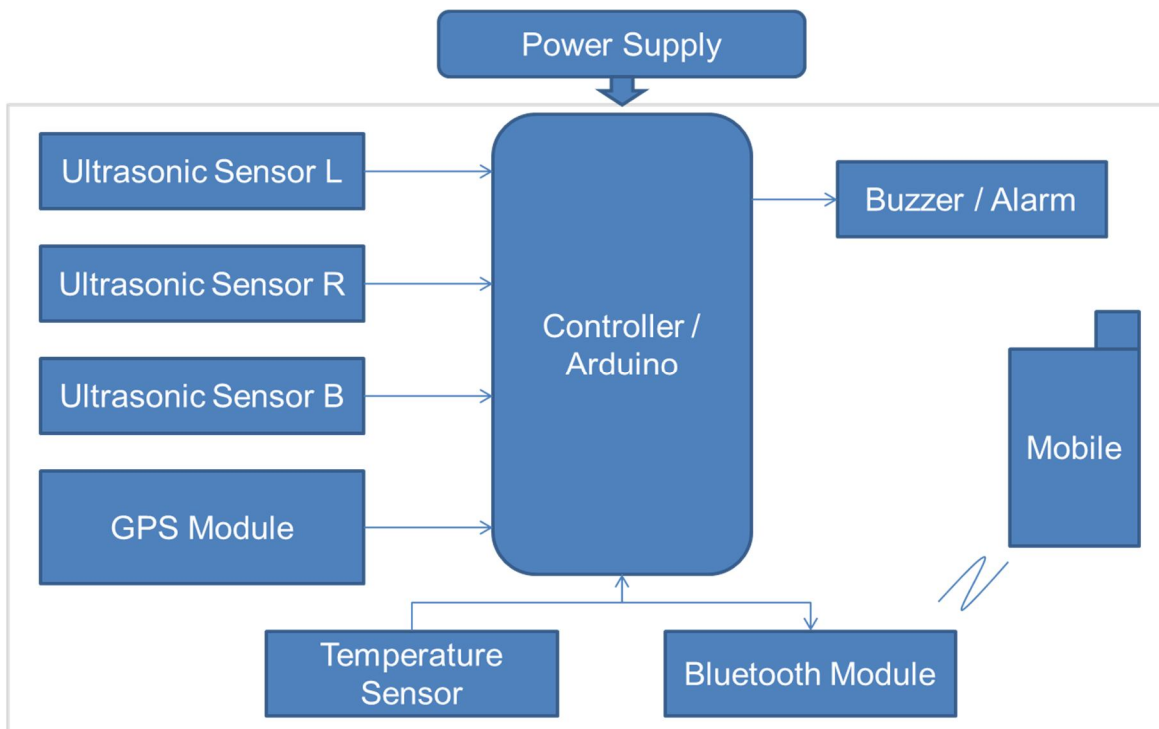 Power Supply
Ultrasonic Sensor L
Ultrasonic Sensor R
Ultrasonic Sensor B
GPS Module
Controller /
Arduino
Buzzer / Alarm
Mobile
Temperature
Sensor
Bluetooth Module